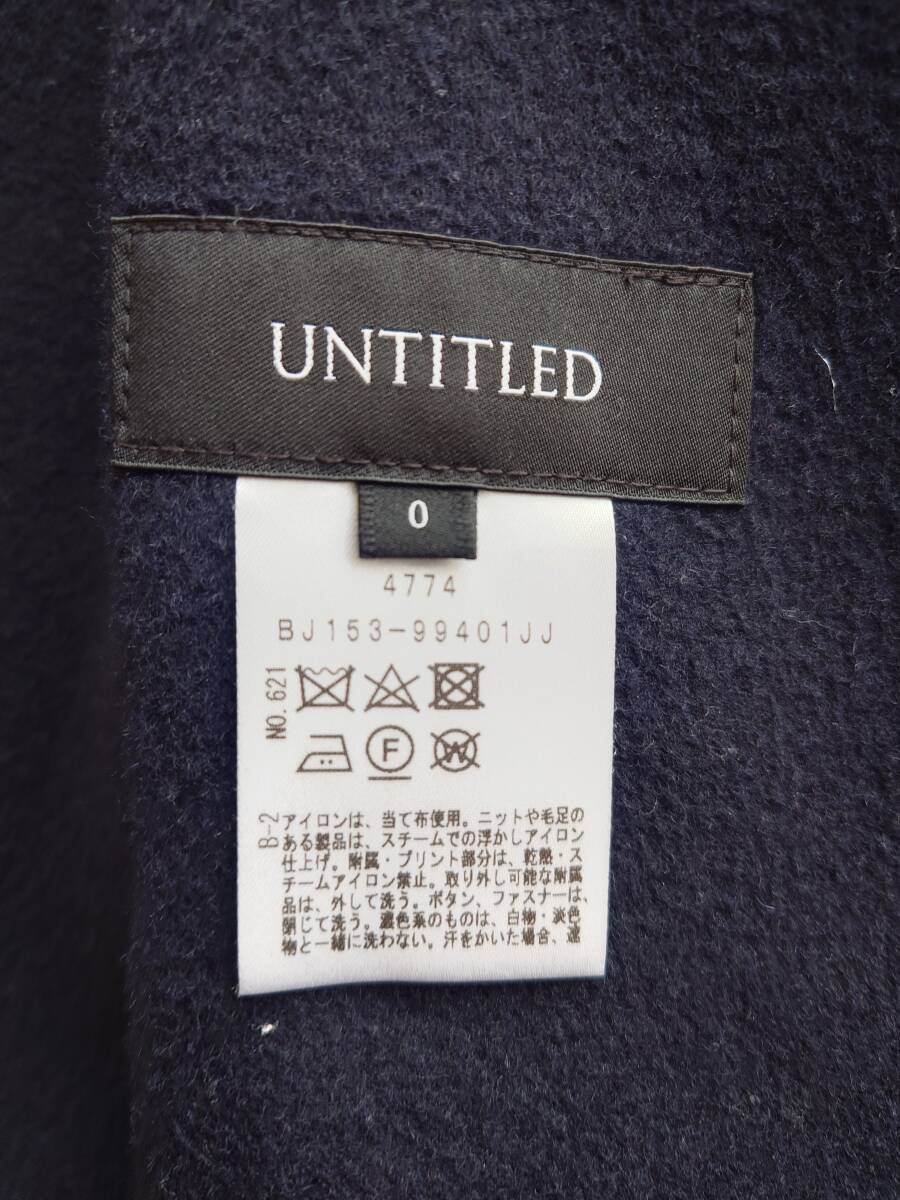 UNTITLED
0
4774
BJ153-99401JJ
NO.621
F
W
B-2
アイロンは、当て布使用。ニットや毛足の
ある製品は、スチームでの浮かしアイロン
仕上げ。附属・プリント部分は、乾熱・ス
チームアイロン禁止。取り外し可能な附属
品は、外して洗う。ボタン、ファスナーは、
閉じて洗う。濃色系のものは、白物・淡色
物と一緒に洗わない。汗をかいた場合、速